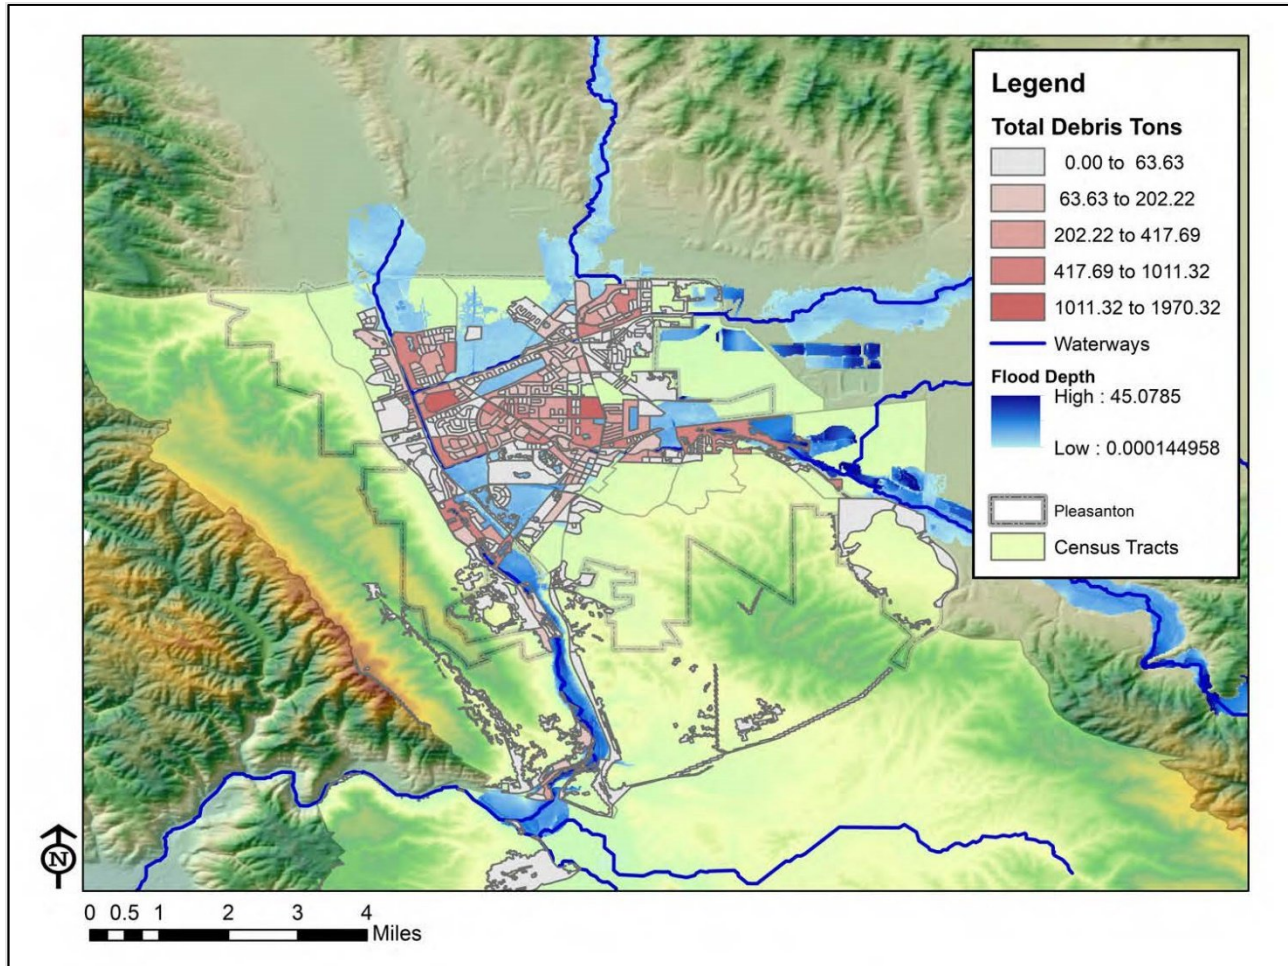 Legend
Total Debris Tons
0.00 to 63.63
63.63 to 202.22
202.22 to 417.69
417.69 to 1011.32
1011.32 to 1970.32
Waterways
Flood Depth
High : 45.0785
Low : 0.000144958
Pleasanton
Census Tracts
N
0 0.5 1 2 3 4
Miles